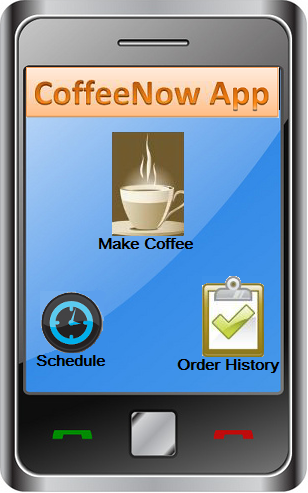 CoffeeNow App
Make Coffee
Schedule
Order History